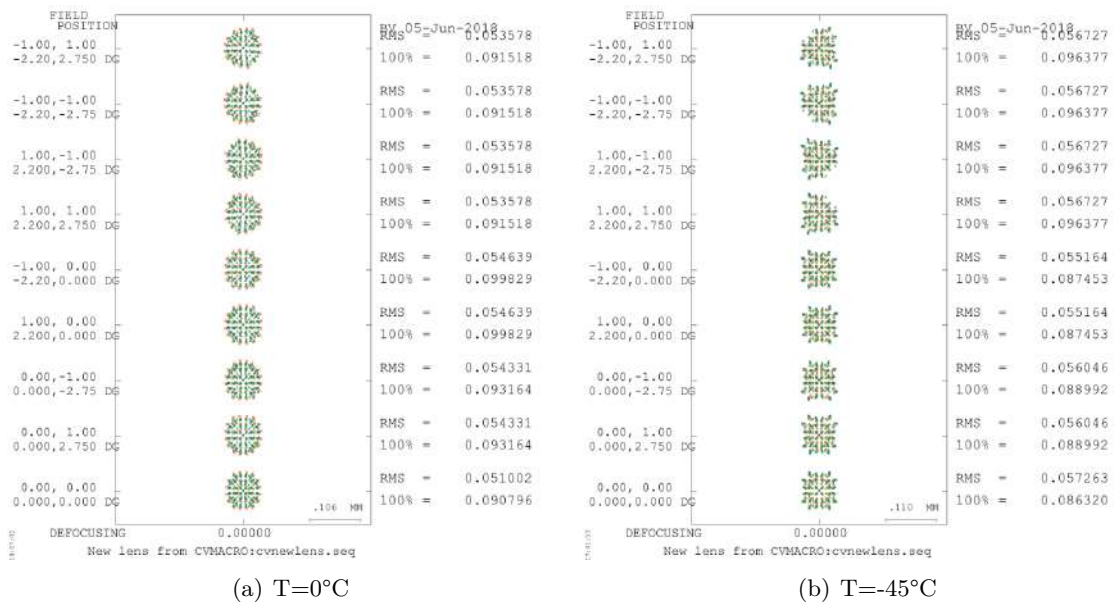 FIELD
POSITION
RV 05-Jun-2018
-1.00, 1.00
-2.20,2.750 DG
RMS = 0.053578
100% = 0.091518
-1.00,-1.00
-2.20,-2.75 DG
RMS = 0.053578
100% = 0.091518
1.00,-1.00
2.200,-2.75 DG
RMS = 0.053578
100% = 0.091518
1.00, 1.00
2.200,2.750 DG
RMS = 0.053578
100% = 0.091518
-1.00, 0.00
-2.20,0.000 DG
RMS = 0.054639
100% = 0.099829
1.00, 0.00
2.200,0.000 DG
RMS = 0.054639
100% = 0.099829
0.00,-1.00
0.000,-2.75 DG
RMS = 0.054331
100% = 0.093164
0.00, 1.00
0.000,2.750 DG
RMS = 0.054331
100% = 0.093164
0.00, 0.00
0.000,0.000 DG
RMS = 0.051002
100% = 0.090796
.106 MM
DEFOCUSING 0.00000
New lens from CVMACRO:cvnewlens.seq
(a) T=0°C
FIELD
POSITION
RV 05-Jun-2018
-1.00, 1.00
-2.20,2.750 DG
RMS = 0.056727
100% = 0.096377
-1.00,-1.00
-2.20,-2.75 DG
RMS = 0.056727
100% = 0.096377
1.00,-1.00
2.200,-2.75 DG
RMS = 0.056727
100% = 0.096377
1.00, 1.00
2.200,2.750 DG
RMS = 0.056727
100% = 0.096377
-1.00, 0.00
-2.20,0.000 DG
RMS = 0.055164
100% = 0.087453
1.00, 0.00
2.200,0.000 DG
RMS = 0.055164
100% = 0.087453
0.00,-1.00
0.000,-2.75 DG
RMS = 0.056046
100% = 0.088992
0.00, 1.00
0.000,2.750 DG
RMS = 0.056046
100% = 0.088992
0.00, 0.00
0.000,0.000 DG
RMS = 0.057263
100% = 0.086320
.110 MM
DEFOCUSING 0.00000
New lens from CVMACRO:cvnewlens.seq
(b) T=-45°C